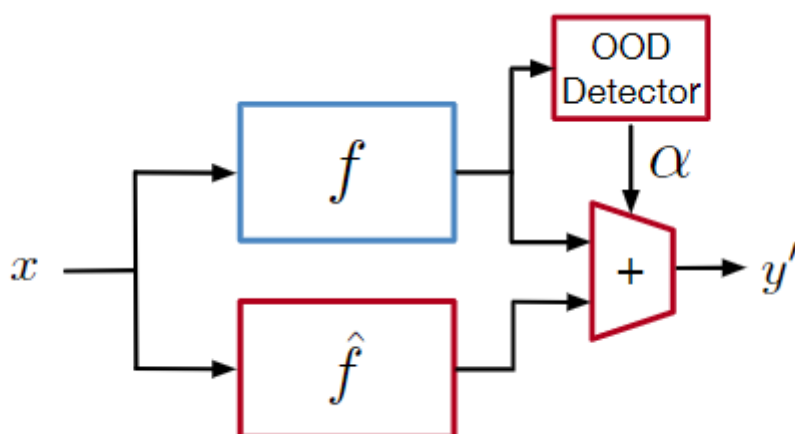 OOD
Detector
f
α
x
+
y′
f̂